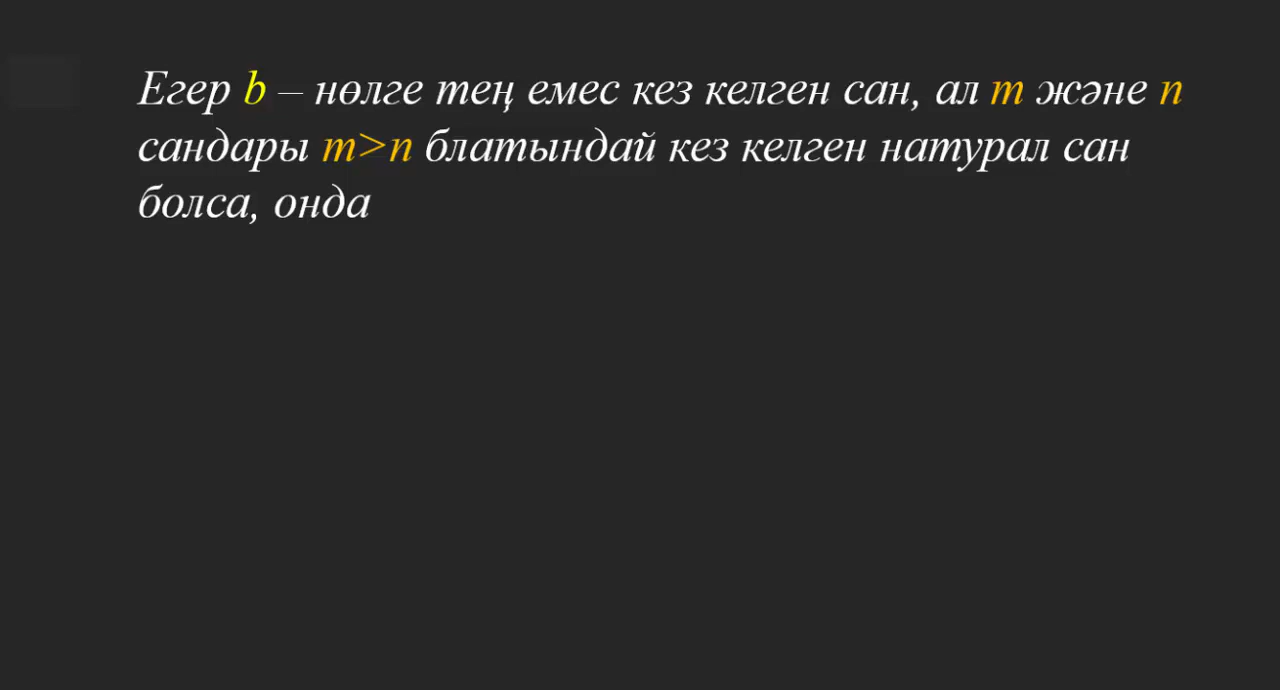 Егер b – нөлге тең емес кез келген сан, ал m және n
сандары m>n блатындай кез келген натурал сан
болса, онда